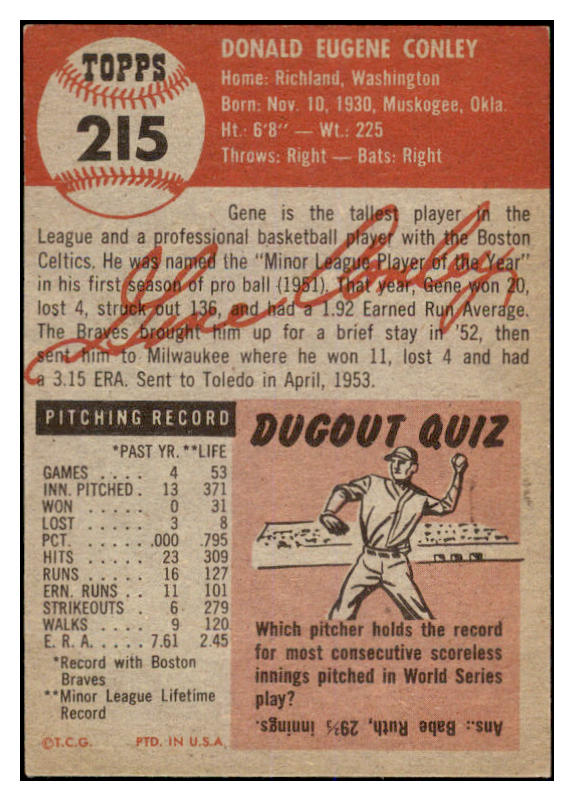 TOPPS
215
DONALD EUGENE CONLEY
Home: Richland, Washington
Born: Nov. 10, 1930, Muskogee, Okla.
Ht.: 6'8" — Wt.: 225
Throws: Right — Bats: Right
Gene is the tallest player in the
League and a professional basketball player with the Boston
Celtics. He was named the "Minor League Player of the Year"
in his first season of pro ball (1951). That year, Gene won 20,
lost 4, struck out 136, and had a 1.92 Earned Run Average.
The Braves brought him up for a brief stay in '52, then
sent him to Milwaukee where he won 11, lost 4 and had
a 3.15 ERA. Sent to Toledo in April, 1953.
Gene Conley
PITCHING RECORD
*PAST YR. **LIFE
GAMES . . . . 4 53
INN. PITCHED . 13 371
WON . . . . . 0 31
LOST . . . . . 3 8
PCT. . . . . . .000 .795
HITS . . . . . 23 309
RUNS . . . . . 16 127
ERN. RUNS . . 11 101
STRIKEOUTS . 6 279
WALKS . . . . 9 120
E. R. A. . . . . 7.61 2.45
*Record with Boston
Braves
**Minor League Lifetime
Record
©T.C.G. PTD. IN U.S.A.
DUGOUT QUIZ
Which pitcher holds the record
for most consecutive scoreless
innings pitched in World Series
play?
Ans.: Babe Ruth, 29⅔ innings.